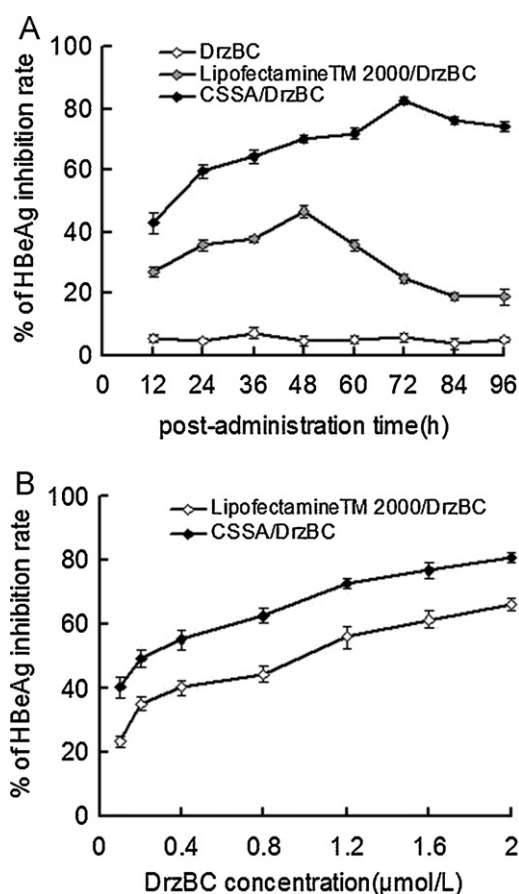 A
% of HBeAg inhibition rate
100
80
60
40
20
0
DrzBC
LipofectamineTM 2000/DrzBC
CSSA/DrzBC
0 12 24 36 48 60 72 84 96
post-administration time(h)
B
% of HBeAg inhibition rate
100
80
60
40
20
0
LipofectamineTM 2000/DrzBC
CSSA/DrzBC
0 0.4 0.8 1.2 1.6 2
DrzBC concentration(μmol/L)